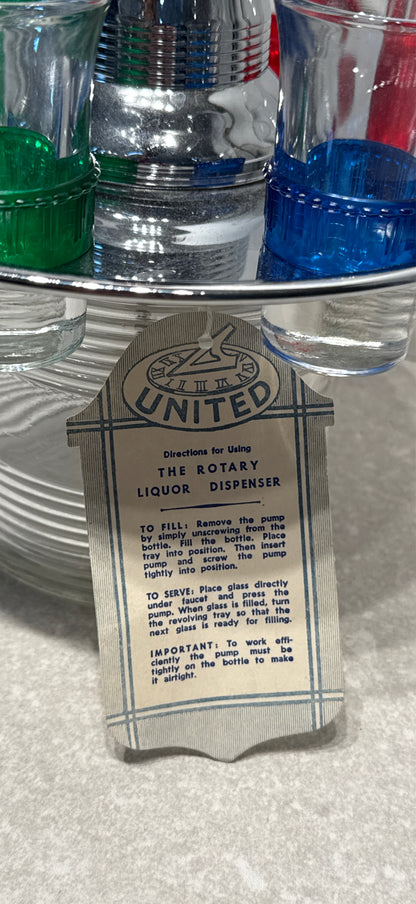 UNITED
Directions for Using
THE ROTARY
LIQUOR DISPENSER
TO FILL: Remove the pump
by simply unscrewing from the
bottle. Fill the bottle. Place
tray into position. Then insert
pump and screw the pump
tightly into position.
TO SERVE: Place glass directly
under faucet and press the
pump. When glass is filled, turn
the revolving tray so that the
next glass is ready for filling.
IMPORTANT: To work effi-
ciently the pump must be
tightly on the bottle to make
it airtight.